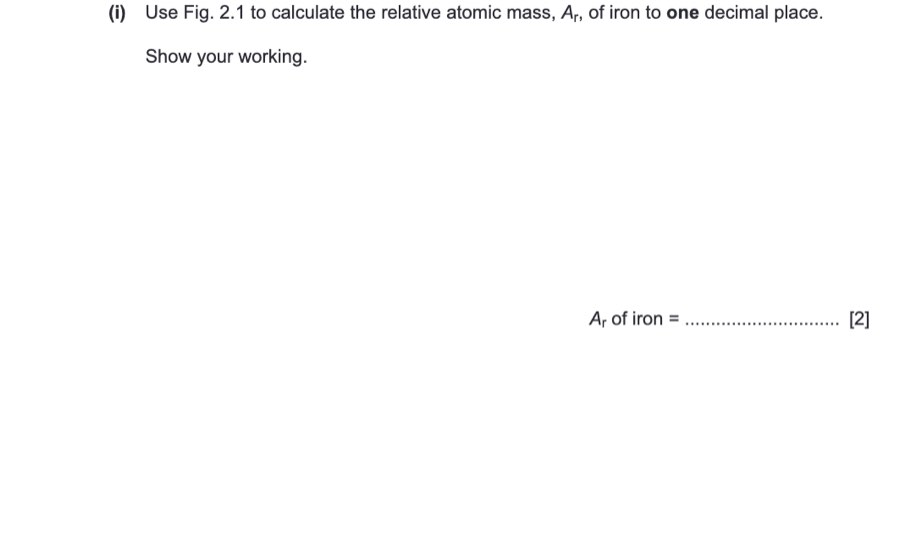 (i) Use Fig. 2.1 to calculate the relative atomic mass, Ar, of iron to one decimal place.
Show your working.
Ar of iron = .............................. [2]